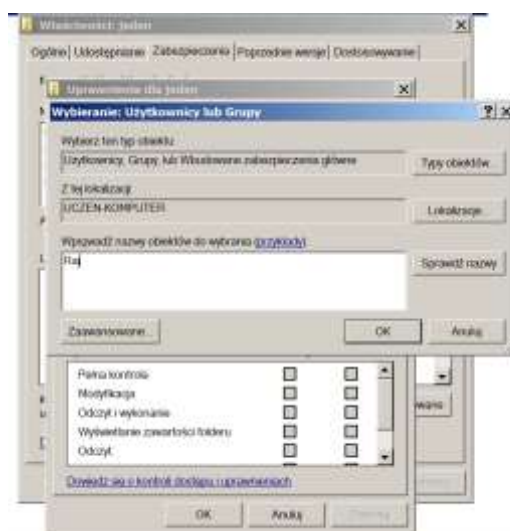 Właściwości: jeden
Ogólne Udostępnianie Zabezpieczenia Poprzednie wersje Dostosowywanie
Uprawnienia dla jeden
Wybieranie: Użytkownicy lub Grupy
Wybierz ten typ obiektu:
Użytkownicy, Grupy, lub Wbudowane zabezpieczenia główne
Typy obiektów...
Z tej lokalizacji:
UCZEN-KOMPUTER
Lokalizacje...
Wprowadź nazwy obiektów do wybrania (przykłady):
Raj
Sprawdź nazwy
Zaawansowane... OK Anuluj
Pełna kontrola
Modyfikacja
Odczyt i wykonanie
Wyświetlanie zawartości folderu
Odczyt
Dowiedz się o kontroli dostępu i uprawnieniach
OK Anuluj